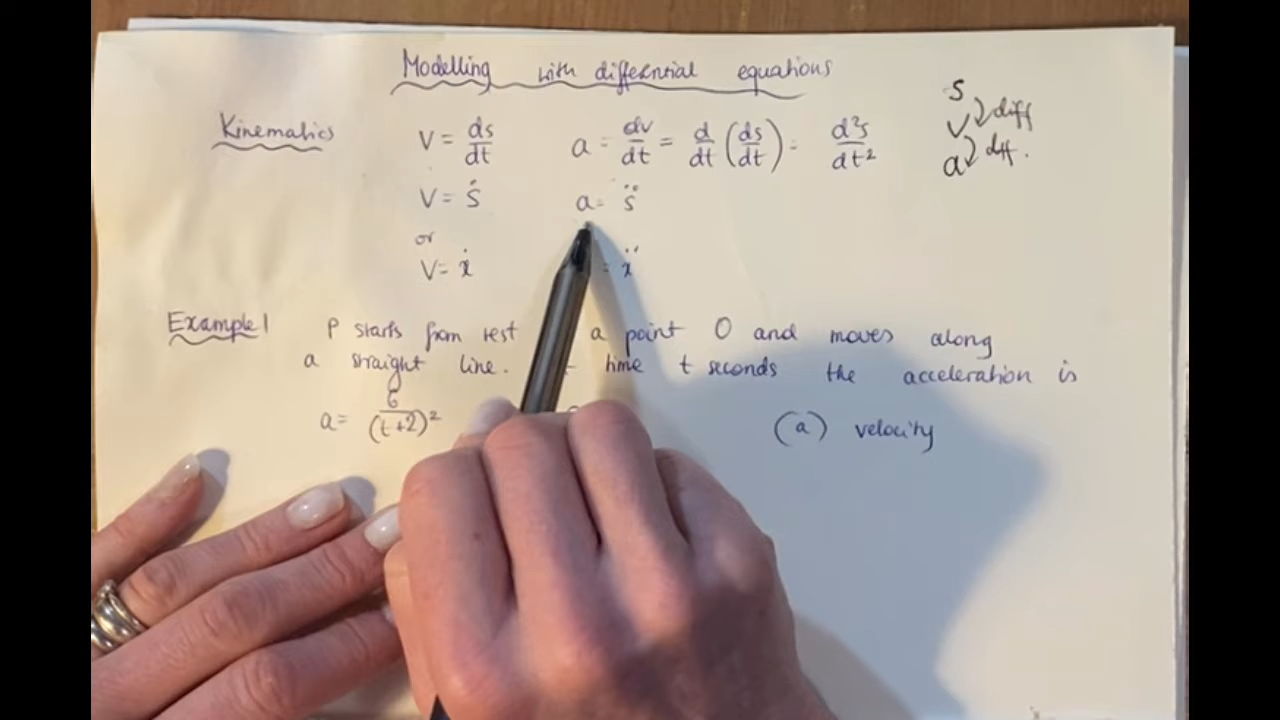 Modelling with differential equations
Kinematics V = ds/dt a = dv/dt = d/dt (ds/dt) = d²s/dt²
s
v
a
diff
diff.
V = ṡ a = s̈
or
V = ẋ = ẍ
Example 1 P starts from rest a point O and moves along
a straight line. time t seconds the acceleration is
a = 6/(t+2)² (a) velocity